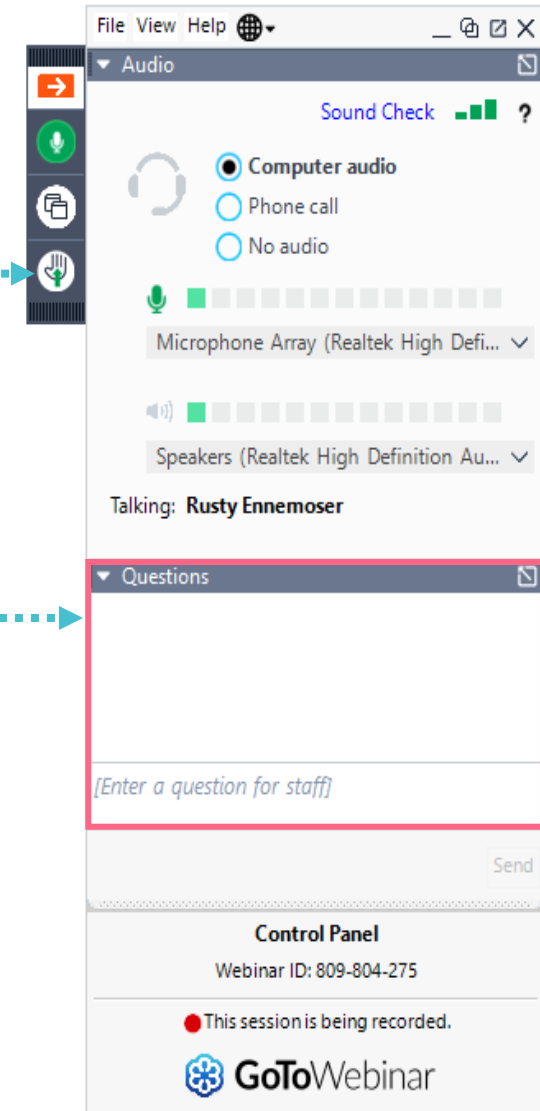 File View Help
Audio
Sound Check ?
Computer audio
Phone call
No audio
Microphone Array (Realtek High Defi...
Speakers (Realtek High Definition Au...
Talking: Rusty Ennemoser
Questions
[Enter a question for staff]
Send
Control Panel
Webinar ID: 809-804-275
This session is being recorded.
GoToWebinar